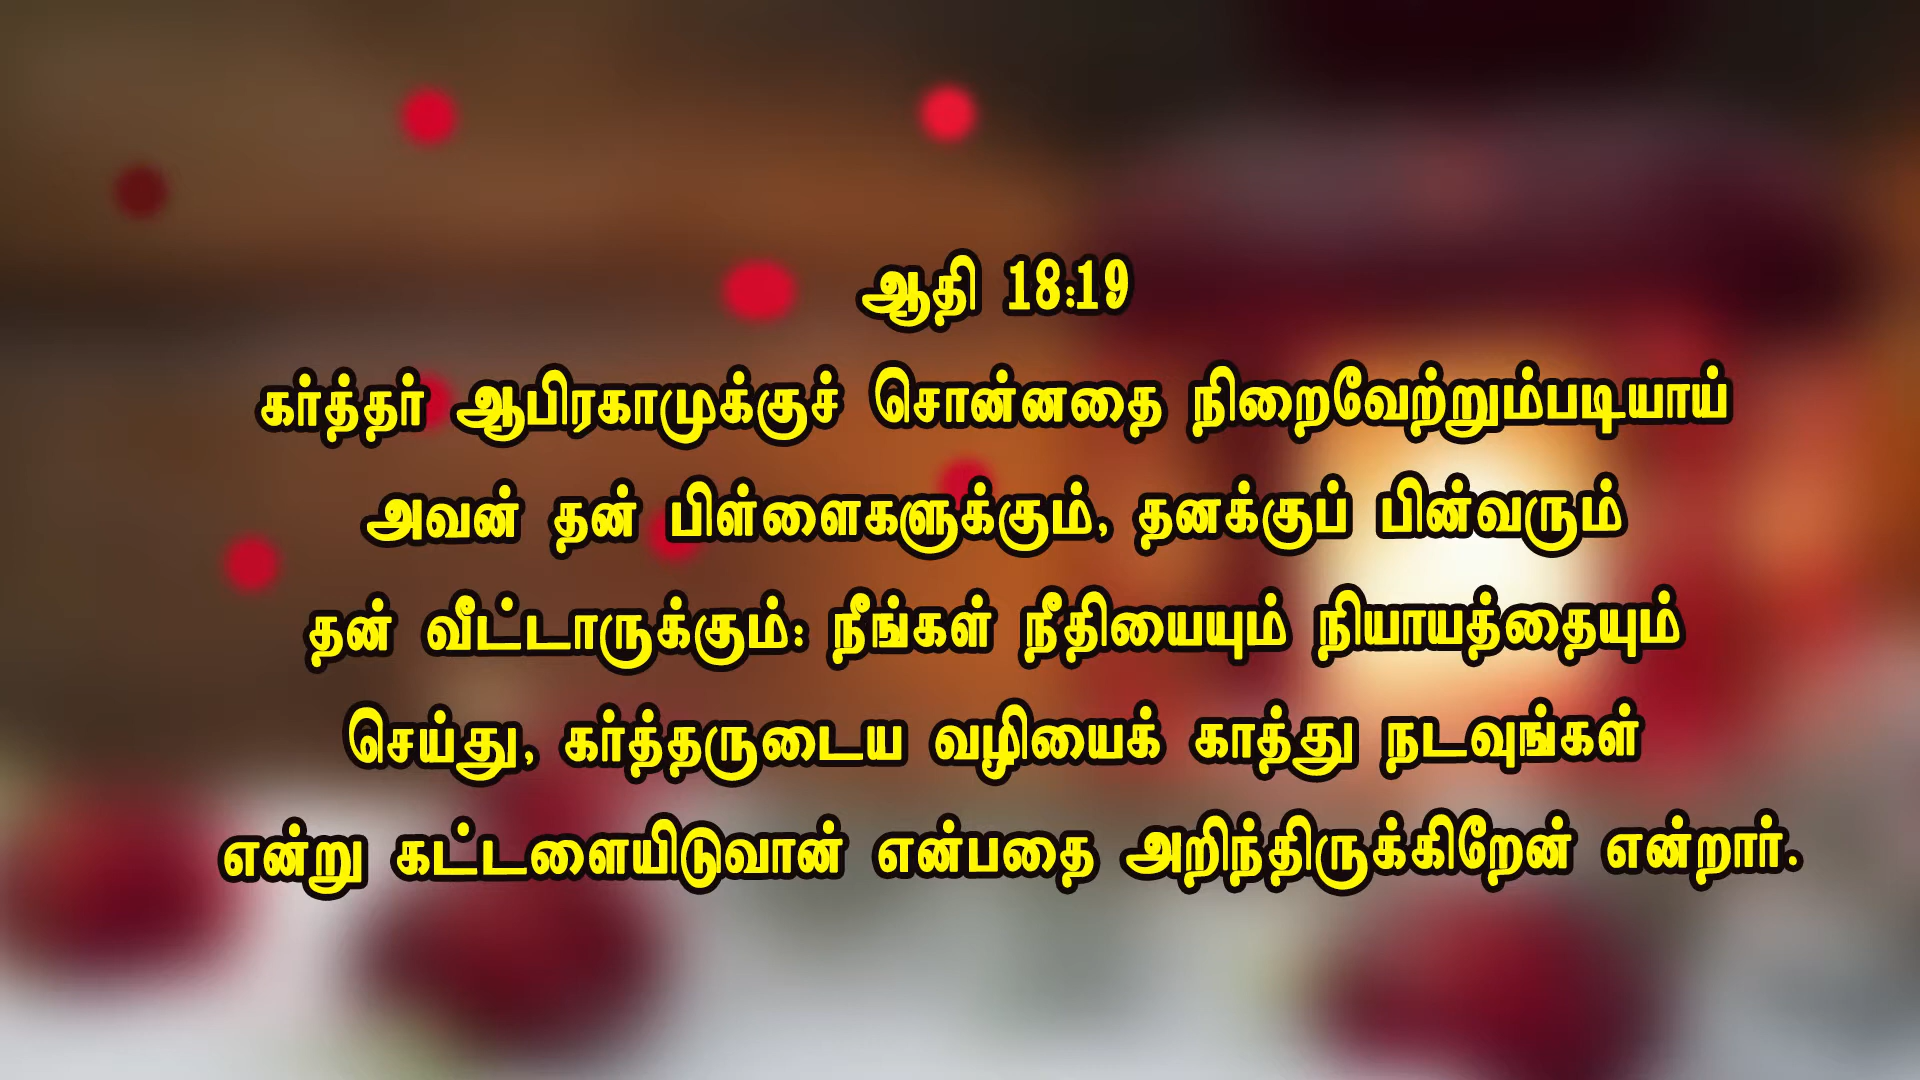 ஆதி 18:19
கர்த்தர் ஆபிரகாமுக்குச் சொன்னதை நிறைவேற்றும்படியாய்
அவன் தன் பிள்ளைகளுக்கும், தனக்குப் பின்வரும்
தன் வீட்டாருக்கும்: நீங்கள் நீதியையும் நியாயத்தையும்
செய்து, கர்த்தருடைய வழியைக் காத்து நடவுங்கள்
என்று கட்டளையிடுவான் என்பதை அறிந்திருக்கிறேன் என்றார்.